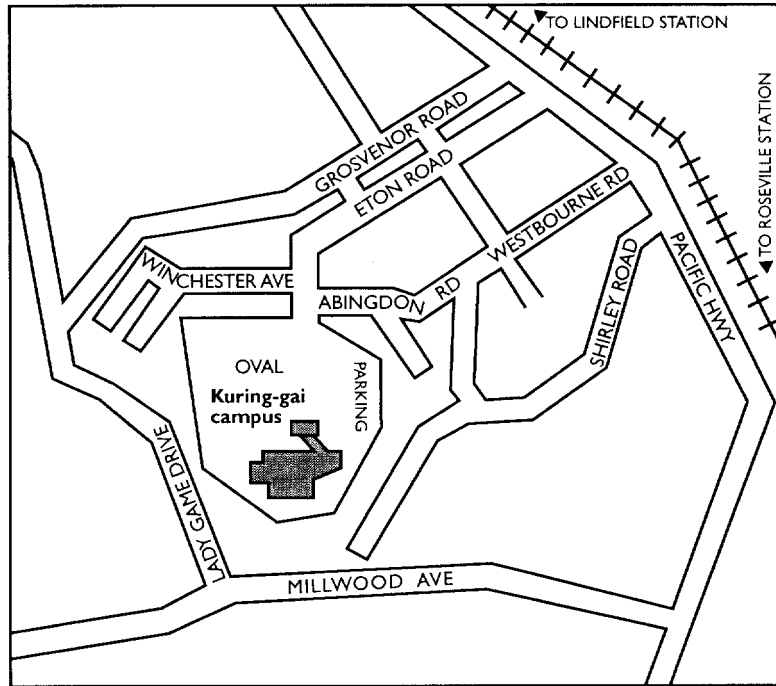 TO LINDFIELD STATION
TO ROSEVILLE STATION
GROSVENOR ROAD
ETON ROAD
WESTBOURNE RD
WINCHESTER AVE
ABINGDON RD
SHIRLEY ROAD
PACIFIC HWY
OVAL
PARKING
Kuring-gai
campus
LADY GAME DRIVE
MILLWOOD AVE